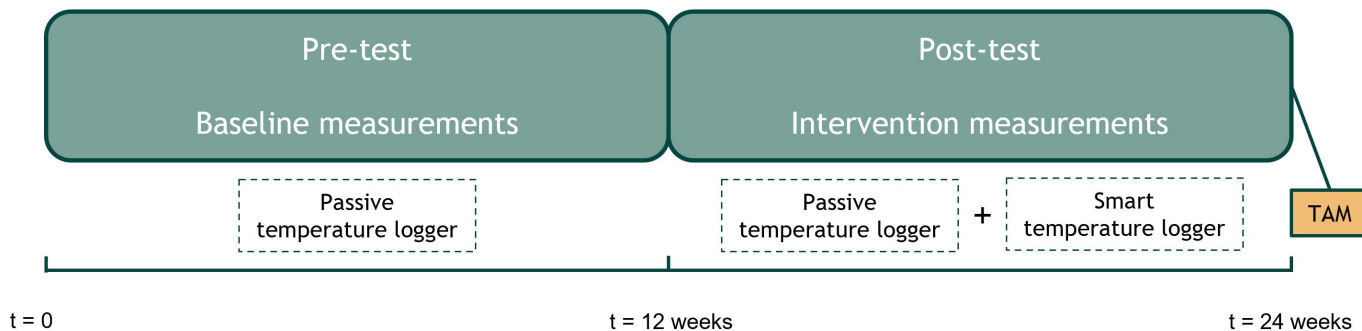 Pre-test
Baseline measurements
Post-test
Intervention measurements
Passive
temperature logger
Passive
temperature logger
+
Smart
temperature logger
TAM
t = 0
t = 12 weeks
t = 24 weeks